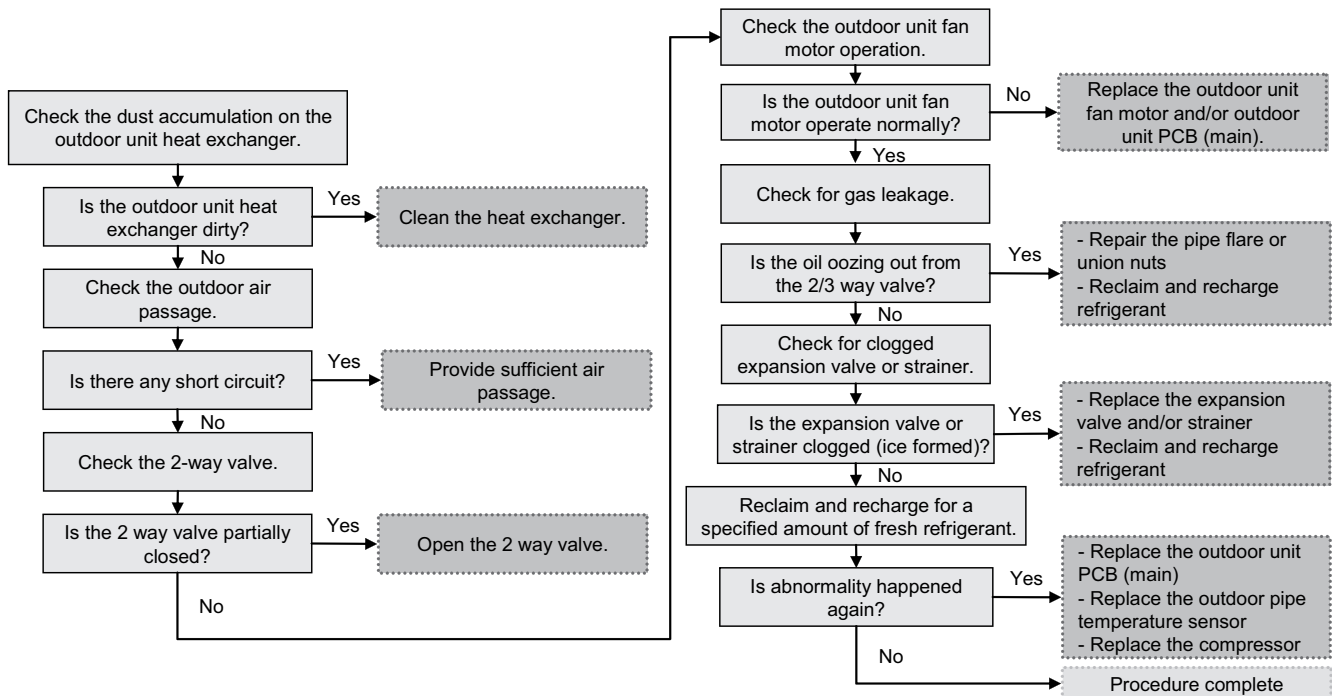 Check the dust accumulation on the
outdoor unit heat exchanger.
Is the outdoor unit heat
exchanger dirty?
Yes
Clean the heat exchanger.
No
Check the outdoor air
passage.
Is there any short circuit?
Yes
Provide sufficient air
passage.
No
Check the 2-way valve.
Is the 2 way valve partially
closed?
Yes
Open the 2 way valve.
No
Check the outdoor unit fan
motor operation.
Is the outdoor unit fan
motor operate normally?
No
Replace the outdoor unit
fan motor and/or outdoor
unit PCB (main).
Yes
Check for gas leakage.
Is the oil oozing out from
the 2/3 way valve?
Yes
- Repair the pipe flare or
union nuts
- Reclaim and recharge
refrigerant
No
Check for clogged
expansion valve or strainer.
Is the expansion valve or
strainer clogged (ice formed)?
Yes
- Replace the expansion
valve and/or strainer
- Reclaim and recharge
refrigerant
No
Reclaim and recharge for a
specified amount of fresh refrigerant.
Is abnormality happened
again?
Yes
- Replace the outdoor unit
PCB (main)
- Replace the outdoor pipe
temperature sensor
- Replace the compressor
No
Procedure complete